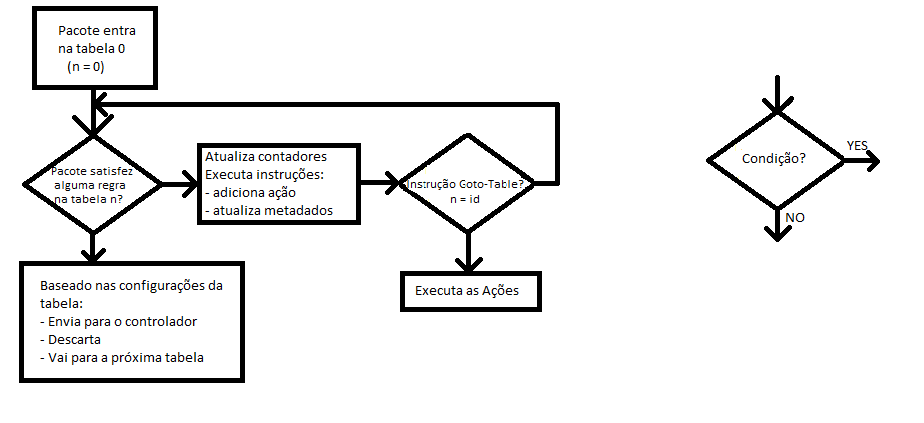 Pacote entra
na tabela 0
(n = 0)
Pacote satisfez
alguma regra
na tabela n?
Atualiza contadores
Executa instruções:
- adiciona ação
- atualiza metadados
Instrução Goto-Table?
n = id
Executa as Ações
Baseado nas configurações da
tabela:
- Envia para o controlador
- Descarta
- Vai para a próxima tabela
Condição?
YES
NO